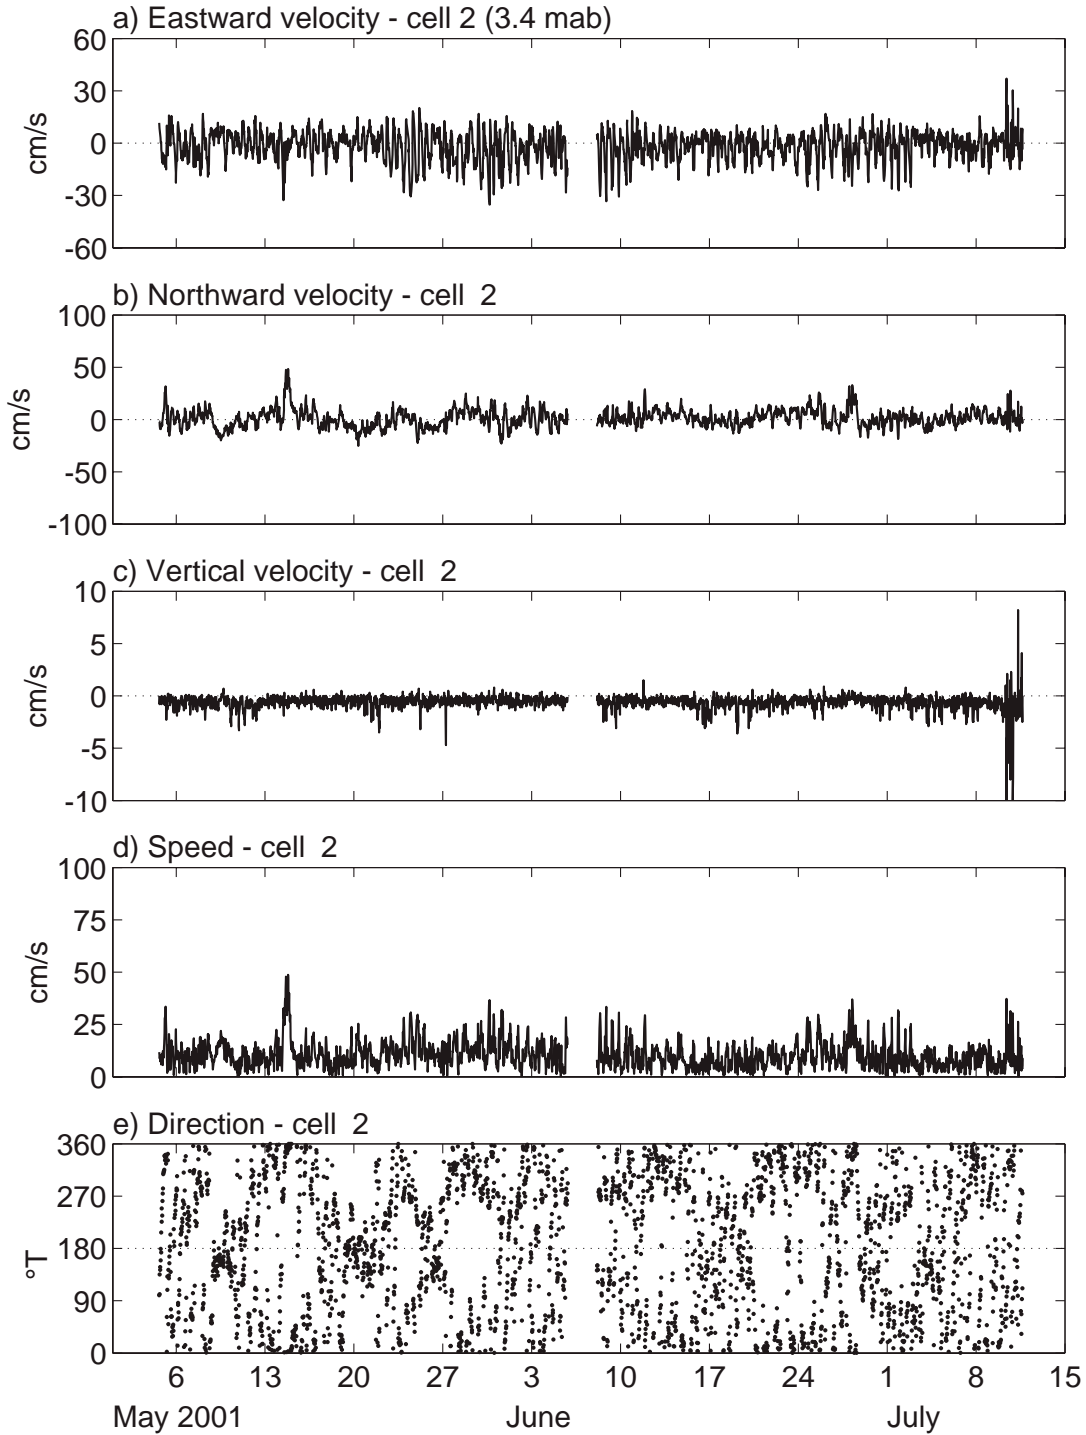 a) Eastward velocity - cell 2 (3.4 mab)
60
30
0
-30
-60
cm/s
b) Northward velocity - cell 2
100
50
0
-50
-100
cm/s
c) Vertical velocity - cell 2
10
5
0
-5
-10
cm/s
d) Speed - cell 2
100
75
50
25
0
cm/s
e) Direction - cell 2
360
270
180
90
0
°T
6 13 20 27 3 10 17 24 1 8 15
May 2001 June July